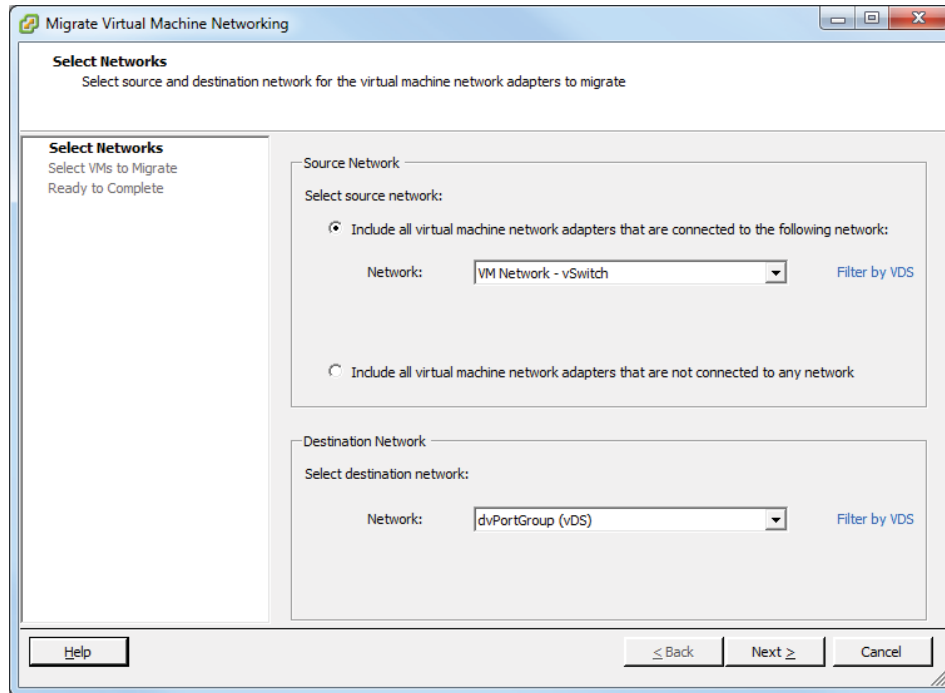 Migrate Virtual Machine Networking
Select Networks
Select source and destination network for the virtual machine network adapters to migrate
Select Networks
Select VMs to Migrate
Ready to Complete
Source Network
Select source network:
Include all virtual machine network adapters that are connected to the following network:
Network: VM Network - vSwitch Filter by VDS
Include all virtual machine network adapters that are not connected to any network
Destination Network
Select destination network:
Network: dvPortGroup (vDS) Filter by VDS
Help < Back Next > Cancel